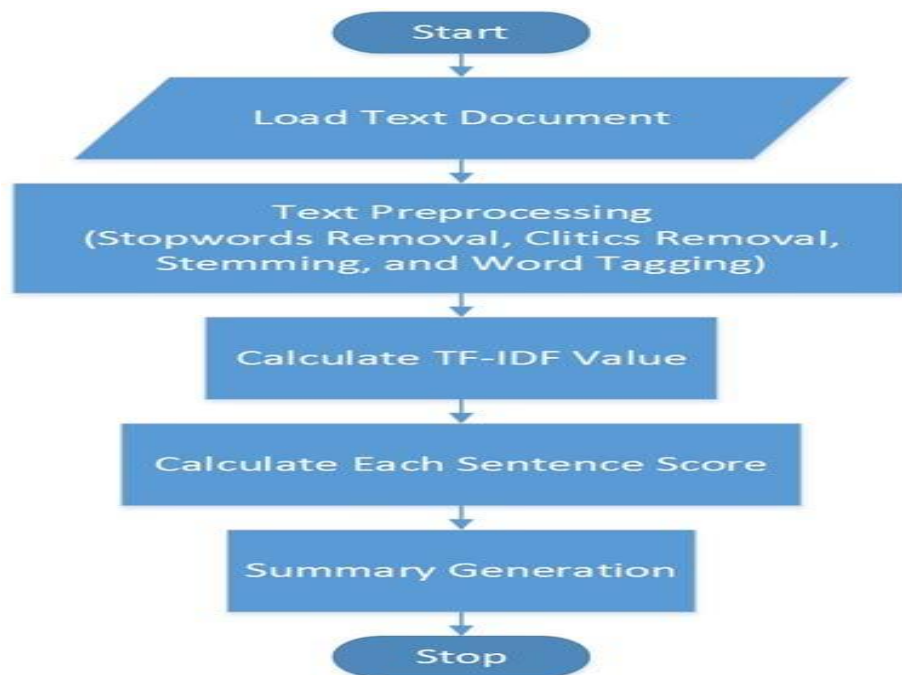 Start
Load Text Document
Text Preprocessing
(Stopwords Removal, Clitics Removal,
Stemming, and Word Tagging)
Calculate TF-IDF Value
Calculate Each Sentence Score
Summary Generation
Stop